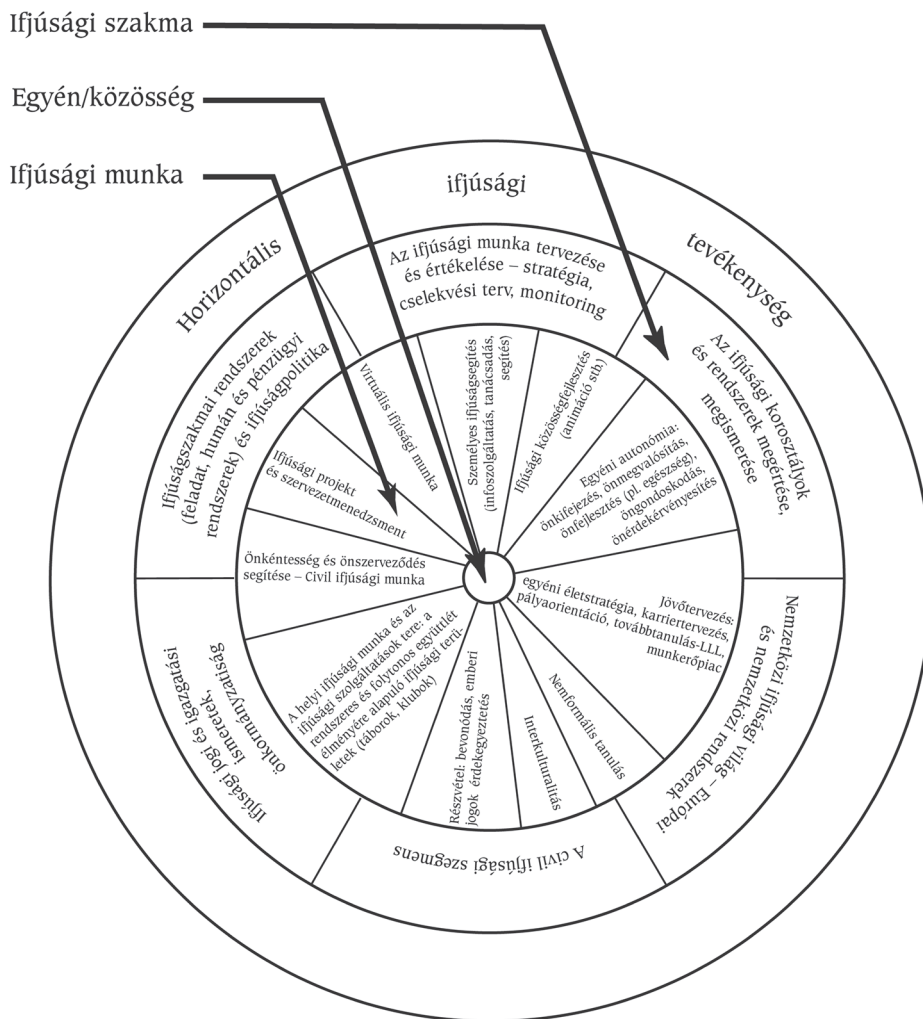 Ifjúsági szakma
Egyén/közösség
Ifjúsági munka
Horizontális
ifjúsági
tevékenység
Az ifjúsági munka tervezése
és értékelése – stratégia,
cselekvési terv, monitoring
Az ifjúsági korosztályok
és rendszerek megértése,
megismerése
Nemzetközi ifjúsági világ – Európai
és nemzetközi rendszerek
A civil ifjúsági szegmens
Ifjúsági jogi és igazgatási
ismeretek,
önkormányzatiság
Ifjúságszakmai rendszerek
(feladat, humán és pénzügyi
rendszerek) és ifjúságpolitika
Virtuális ifjúsági munka
Személyes ifjúságsegítés
(infoszolgáltatás, tanácsadás,
segítés)
Ifjúsági közösségfejlesztés
(animáció stb,)
Egyéni autonómia:
önkifejezés, önmegvalósítás,
önfejlesztés (pl. egészség),
öngondoskodás,
önérdekérvényesítés
Jövőtervezés:
egyéni életstratégia, karriertervezés,
pályaorientáció, továbbtanulás-LLL,
munkerőpiac
Nemformális tanulás
Interkulturalitás
Részvétel: bevonódás, emberi
jogok érdekegyeztetés
A helyi ifjúsági munka és az
ifjúsági szolgáltatások tere: a
rendszeres és folytonos együttlét
élményére alapuló ifjúsági terü-
letek (táborok, klubok)
Önkéntesség és önszerveződés
segítése – Civil ifjúsági munka
Ifjúsági projekt
és szervezetmenedzsment